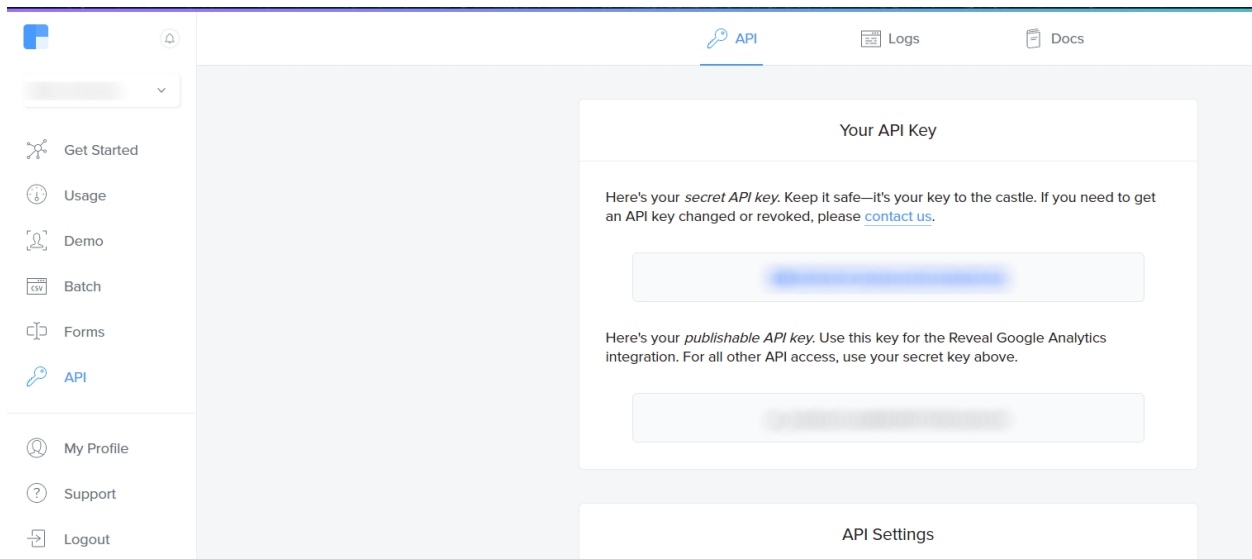 API
Logs
Docs
Get Started
Usage
Demo
CSV
Batch
Forms
API
My Profile
Support
Logout
Your API Key
Here's your secret API key. Keep it safe—it's your key to the castle. If you need to get
an API key changed or revoked, please contact us.
Here's your publishable API key. Use this key for the Reveal Google Analytics
integration. For all other API access, use your secret key above.
API Settings